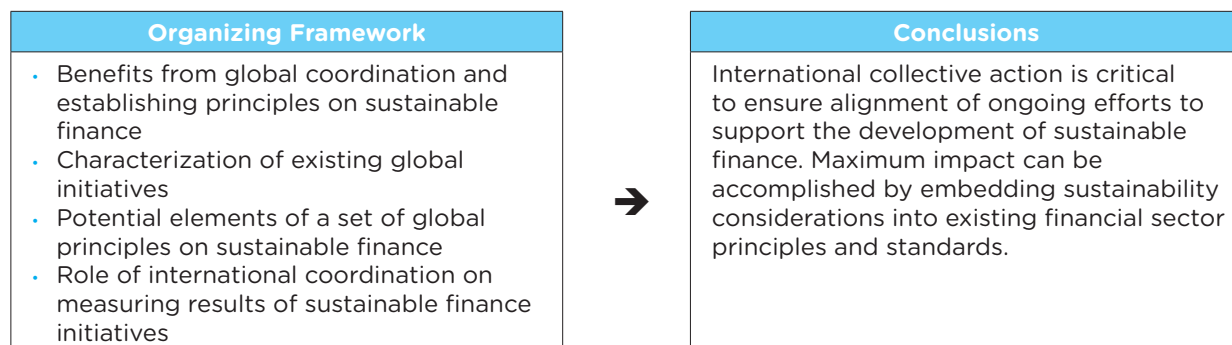 Organizing Framework
• Benefits from global coordination and
establishing principles on sustainable
finance
• Characterization of existing global
initiatives
• Potential elements of a set of global
principles on sustainable finance
• Role of international coordination on
measuring results of sustainable finance
initiatives
➔
Conclusions
International collective action is critical
to ensure alignment of ongoing efforts to
support the development of sustainable
finance. Maximum impact can be
accomplished by embedding sustainability
considerations into existing financial sector
principles and standards.